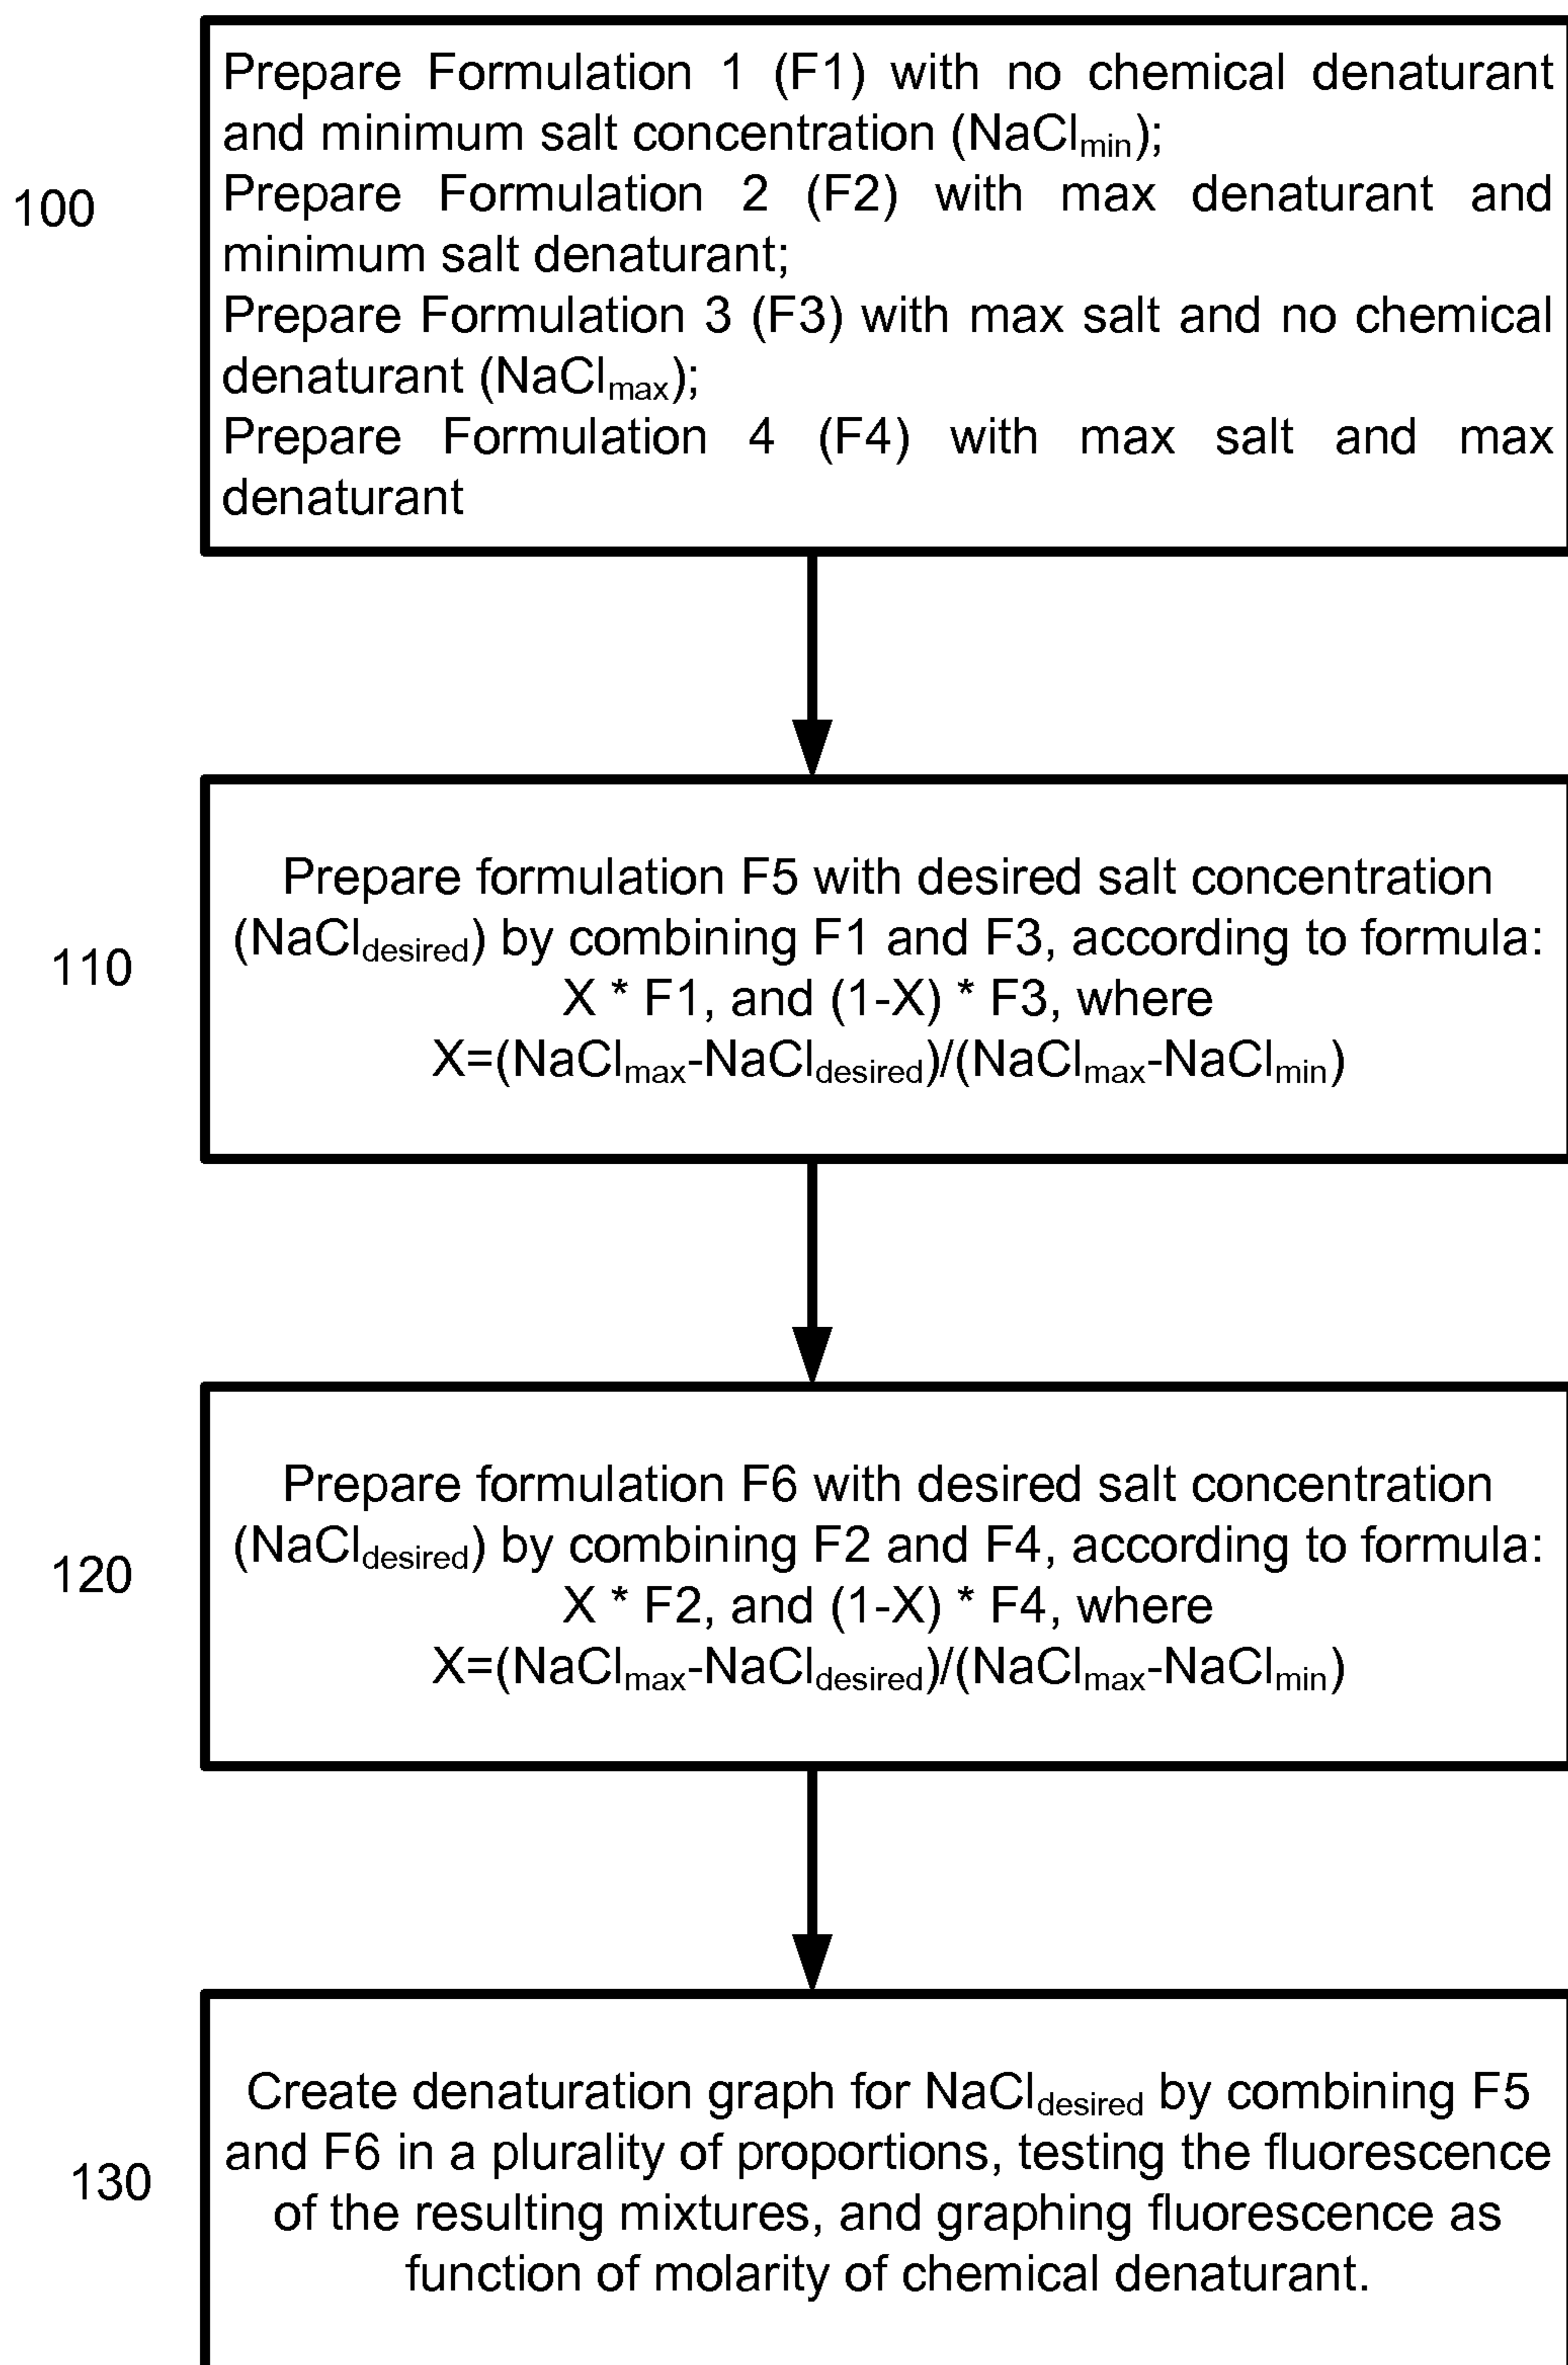 Prepare Formulation 1 (F1) with no chemical denaturant
and minimum salt concentration (NaClmin);
Prepare Formulation 2 (F2) with max denaturant and
100
minimum salt denaturant;
Prepare Formulation 3 (F3) with max salt and no chemical
denaturant (NaClmax);
Prepare Formulation 4 (F4) with max salt and max
denaturant
Prepare formulation F5 with desired salt concentration
(NaCldesired) by combining F1 and F3, according to formula:
110
X * F1, and (1-X) * F3, where
X=(NaClmax-NaCldesired)/(NaClmax-NaClmin)
Prepare formulation F6 with desired salt concentration
(NaCldesired) by combining F2 and F4, according to formula:
120
X * F2, and (1-X) * F4, where
X=(NaClmax-NaCldesired)/(NaClmax-NaClmin)
Create denaturation graph for NaCldesired by combining F5
and F6 in a plurality of proportions, testing the fluorescence
130
of the resulting mixtures, and graphing fluorescence as
function of molarity of chemical denaturant.